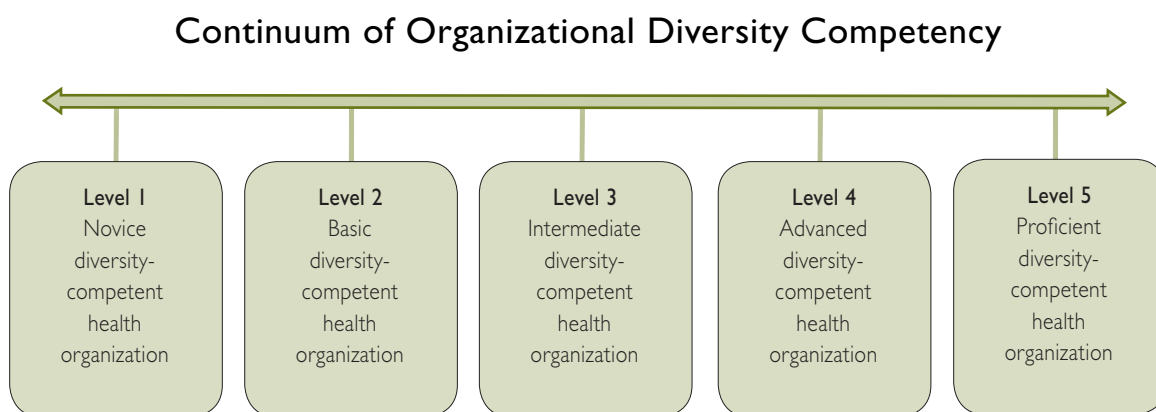 Continuum of Organizational Diversity Competency
Level 1
Novice
diversity-
competent
health
organization
Level 2
Basic
diversity-
competent
health
organization
Level 3
Intermediate
diversity-
competent
health
organization
Level 4
Advanced
diversity-
competent
health
organization
Level 5
Proficient
diversity-
competent
health
organization